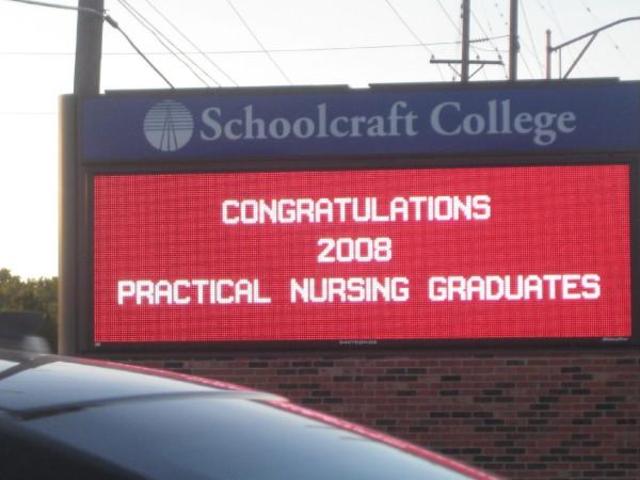 Schoolcraft College
CONGRATULATIONS
2008
PRACTICAL NURSING GRADUATES